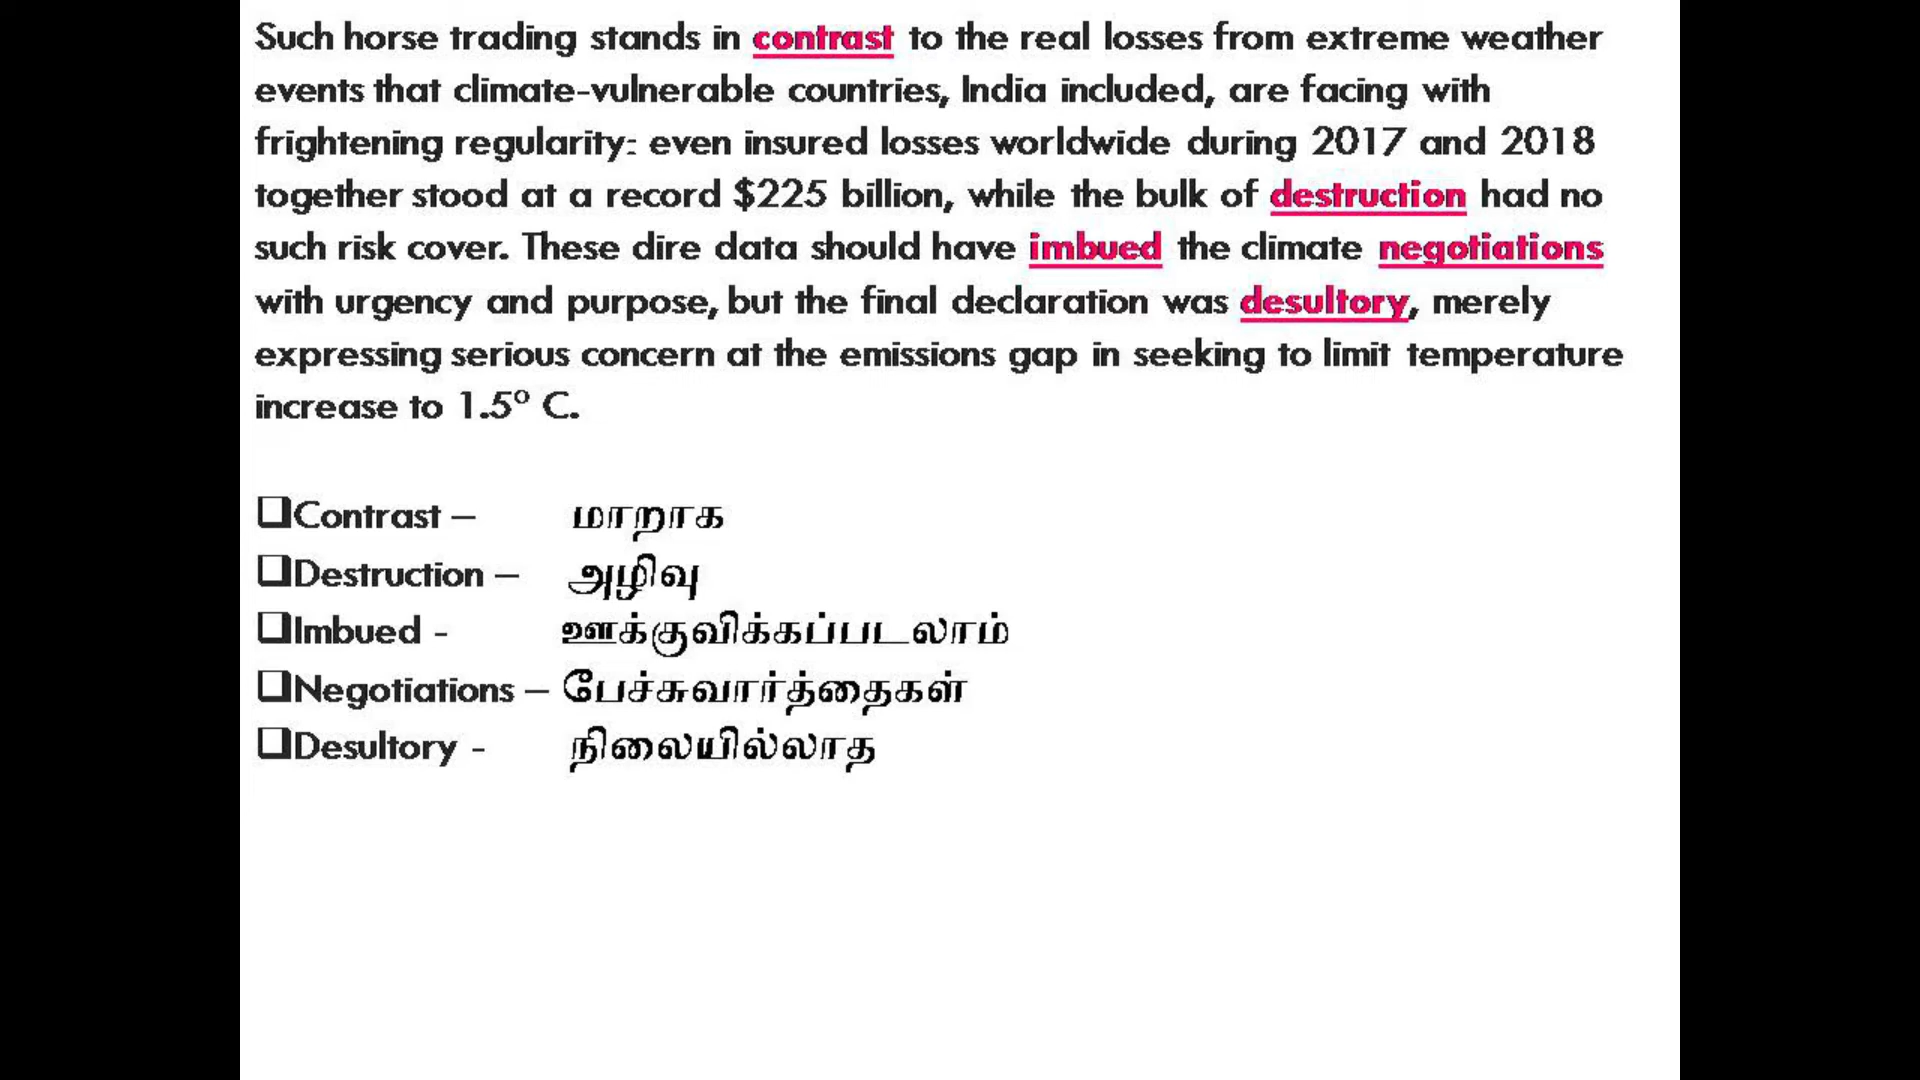 Such horse trading stands in contrast to the real losses from extreme weather
events that climate-vulnerable countries, India included, are facing with
frightening regularity: even insured losses worldwide during 2017 and 2018
together stood at a record $225 billion, while the bulk of destruction had no
such risk cover. These dire data should have imbued the climate negotiations
with urgency and purpose, but the final declaration was desultory, merely
expressing serious concern at the emissions gap in seeking to limit temperature
increase to 1.5° C.
❑Contrast – மாறாக
❑Destruction – அழிவு
❑Imbued - ஊக்குவிக்கப்படலாம்
❑Negotiations – பேச்சுவார்த்தைகள்
❑Desultory - நிலையில்லாத